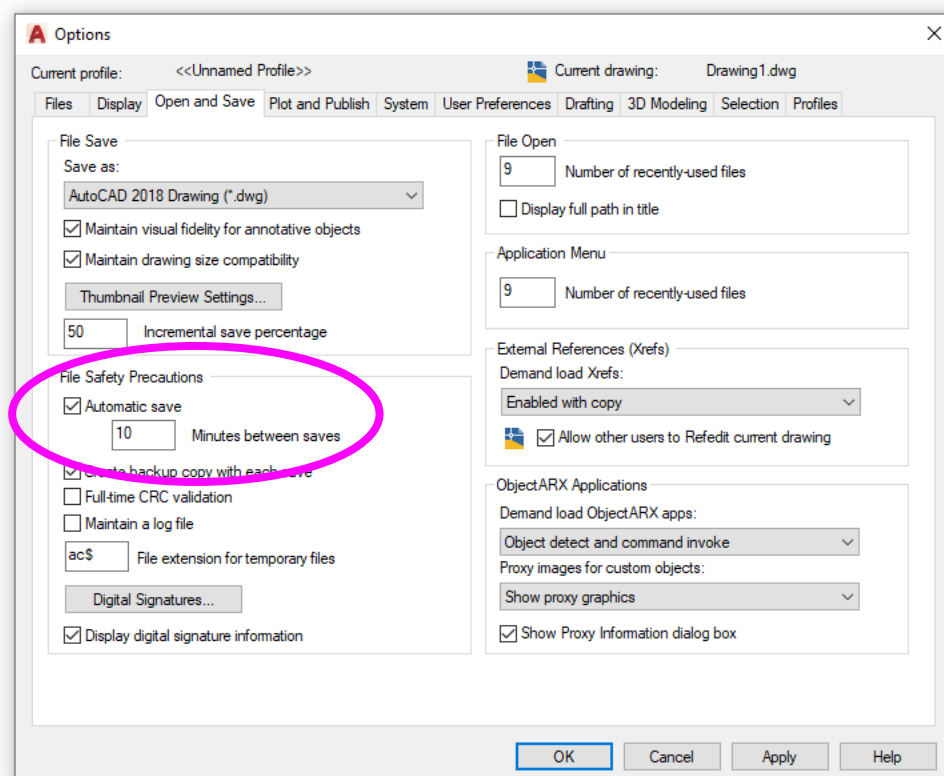 Options
Current profile: <<Unnamed Profile>> Current drawing: Drawing1.dwg
Files Display Open and Save Plot and Publish System User Preferences Drafting 3D Modeling Selection Profiles
File Save
Save as:
AutoCAD 2018 Drawing (*.dwg)
Maintain visual fidelity for annotative objects
Maintain drawing size compatibility
Thumbnail Preview Settings...
50 Incremental save percentage
File Safety Precautions
Automatic save
10 Minutes between saves
Create backup copy with each save
Full-time CRC validation
Maintain a log file
ac$ File extension for temporary files
Digital Signatures...
Display digital signature information
File Open
9 Number of recently-used files
Display full path in title
Application Menu
9 Number of recently-used files
External References (Xrefs)
Demand load Xrefs:
Enabled with copy
Allow other users to Refedit current drawing
ObjectARX Applications
Demand load ObjectARX apps:
Object detect and command invoke
Proxy images for custom objects:
Show proxy graphics
Show Proxy Information dialog box
OK Cancel Apply Help